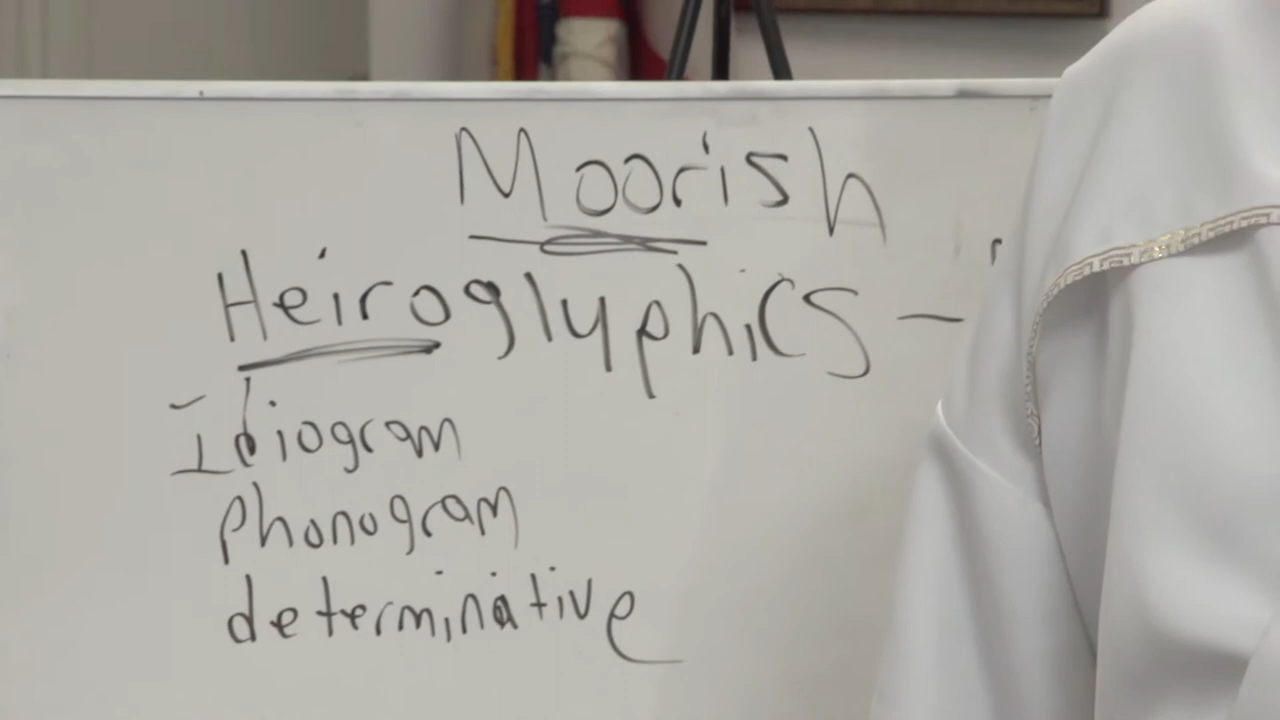 Moorish
Heiroglyphics -
Idiogram
phonogram
determinative